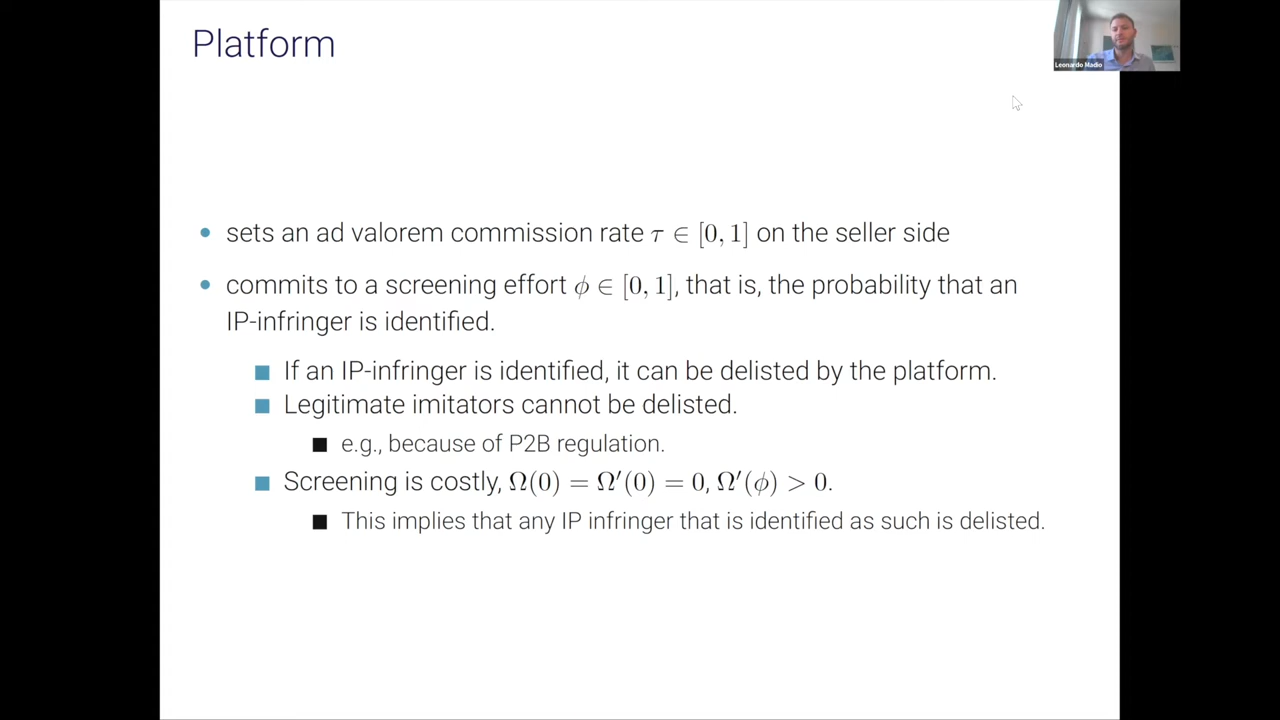 Platform
Leonardo Madio
• sets an ad valorem commission rate τ ∈ [0, 1] on the seller side
• commits to a screening effort ϕ ∈ [0, 1], that is, the probability that an
IP-infringer is identified.
■ If an IP-infringer is identified, it can be delisted by the platform.
■ Legitimate imitators cannot be delisted.
■ e.g., because of P2B regulation.
■ Screening is costly, Ω(0) = Ω′(0) = 0, Ω′(ϕ) > 0.
■ This implies that any IP infringer that is identified as such is delisted.